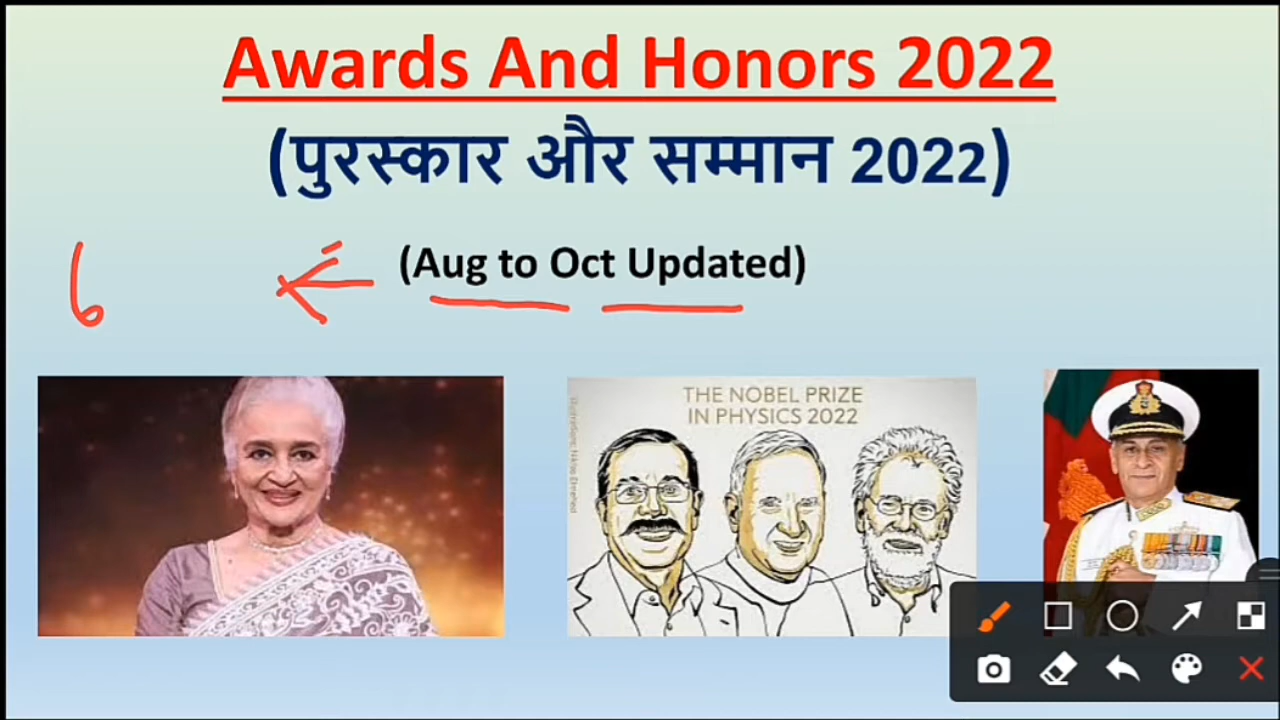 Awards And Honors 2022
(पुरस्कार और सम्मान 2022)
6
(Aug to Oct Updated)
THE NOBEL PRIZE
IN PHYSICS 2022